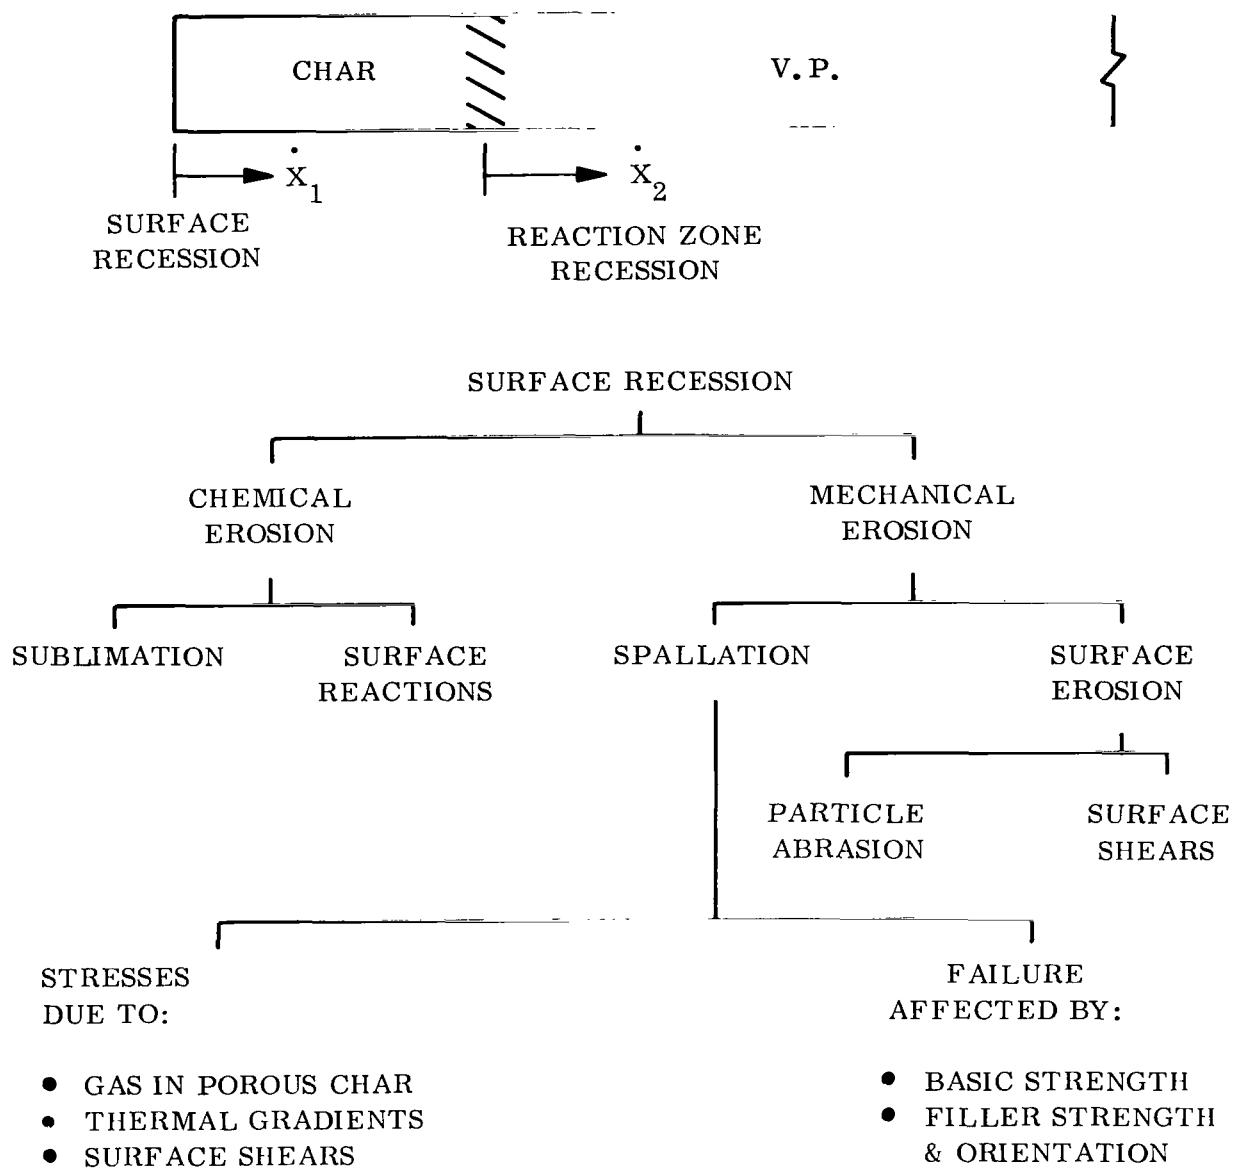 CHAR
V. P.
Ẋ1
Ẋ2
SURFACE
RECESSION
REACTION ZONE
RECESSION
SURFACE RECESSION
CHEMICAL
EROSION
MECHANICAL
EROSION
SUBLIMATION
SURFACE
REACTIONS
SPALLATION
SURFACE
EROSION
PARTICLE
ABRASION
SURFACE
SHEARS
STRESSES
DUE TO:
• GAS IN POROUS CHAR
• THERMAL GRADIENTS
• SURFACE SHEARS
FAILURE
AFFECTED BY:
• BASIC STRENGTH
• FILLER STRENGTH
& ORIENTATION